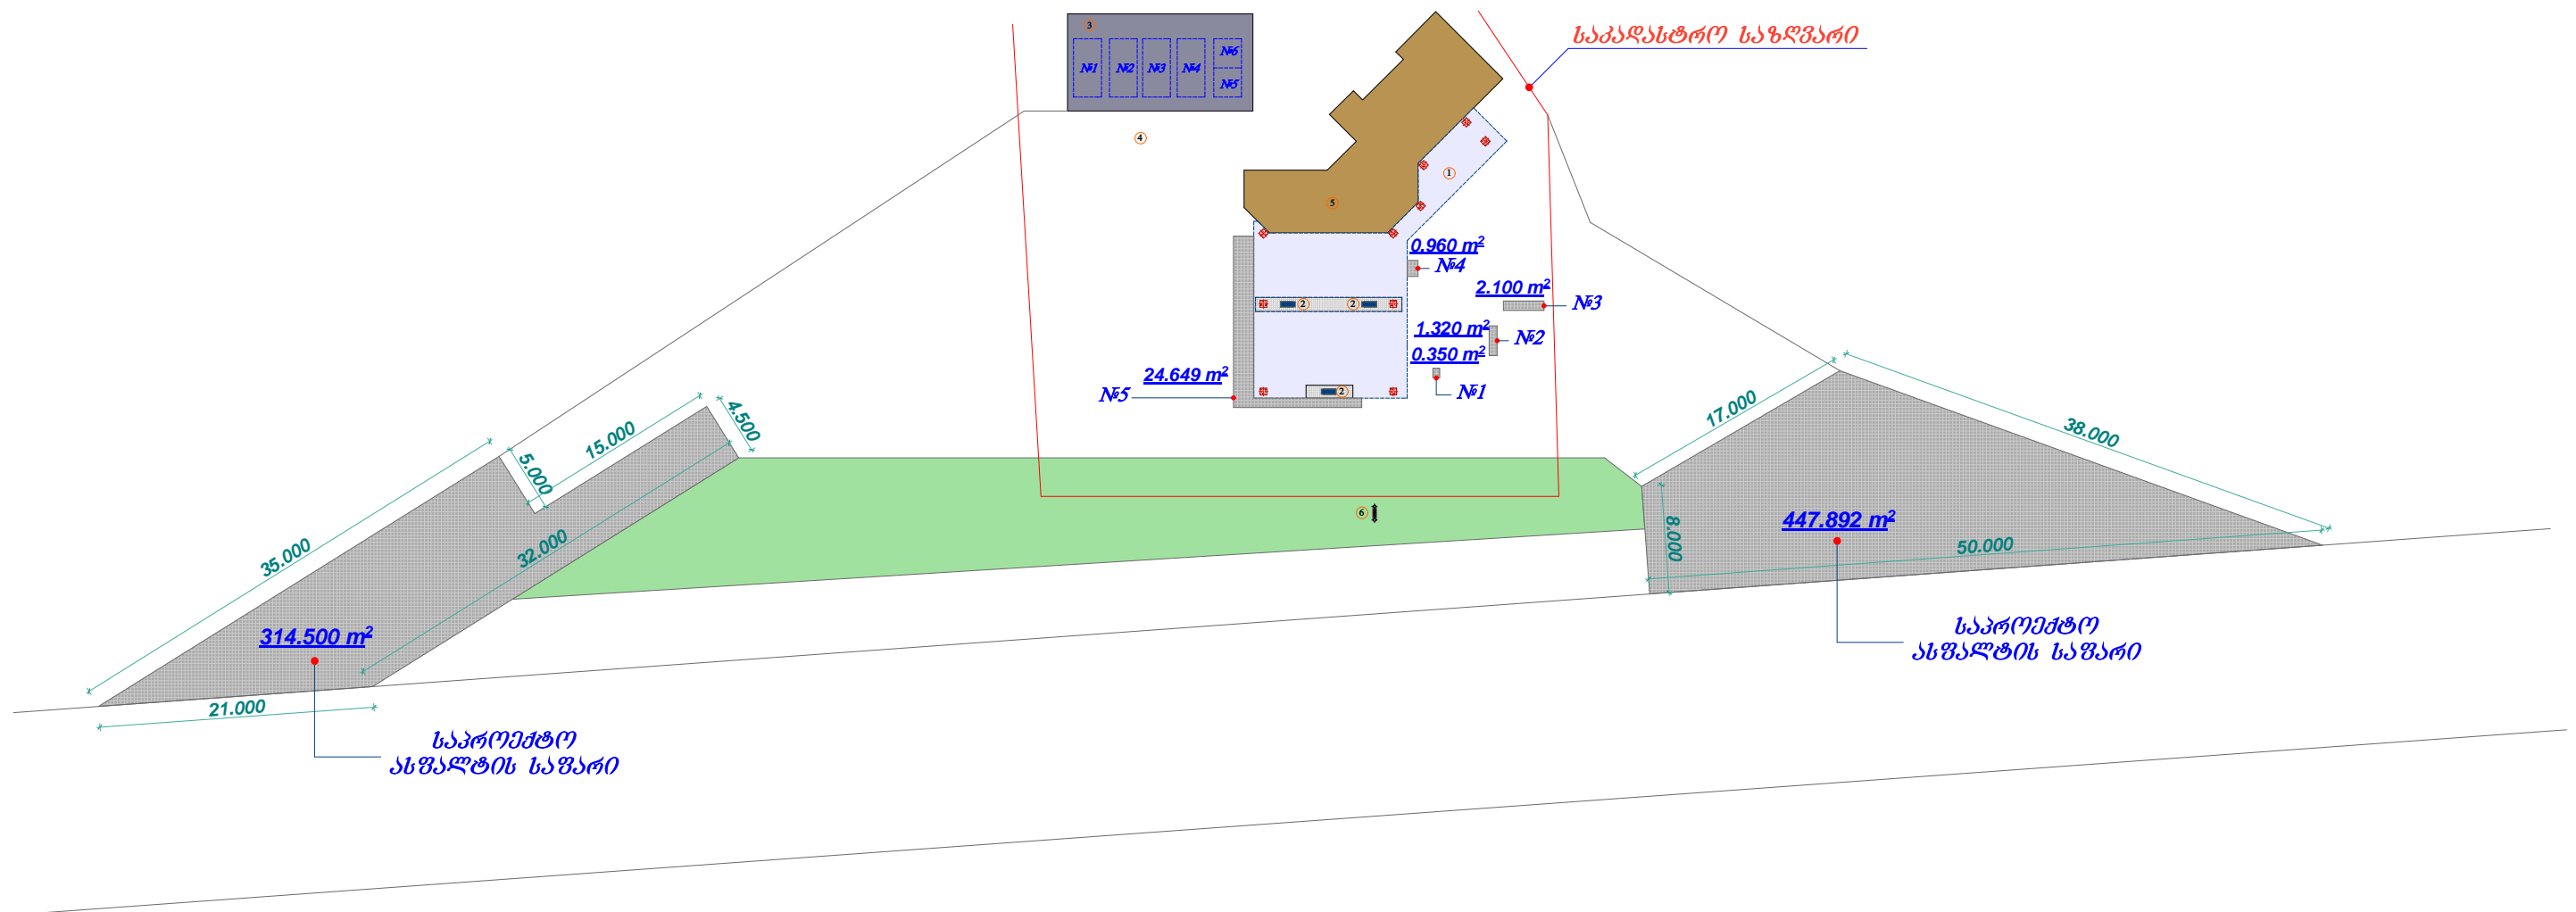 3
№1
№2
№3
№4
№6
№5
საკადასტრო საზღვარი
4
1
5
0.960 m²
№4
2.100 m²
№3
2
2
1.320 m²
№2
0.350 m²
№1
24.649 m²
№5
2
17.000
38.000
4.500
15.000
5.000
35.000
32.000
6
8.000
447.892 m²
50.000
საპროექტო
ასფალტის საფარი
314.500 m²
21.000
საპროექტო
ასფალტის საფარი